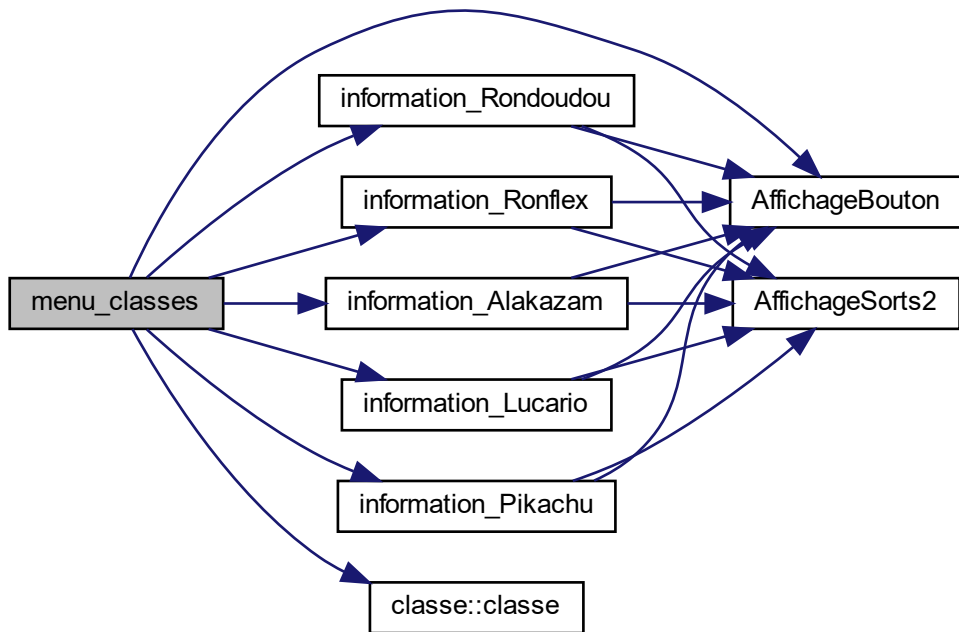 information_Rondoudou
information_Ronflex
AffichageBouton
menu_classes
information_Alakazam
AffichageSorts2
information_Lucario
information_Pikachu
classe::classe